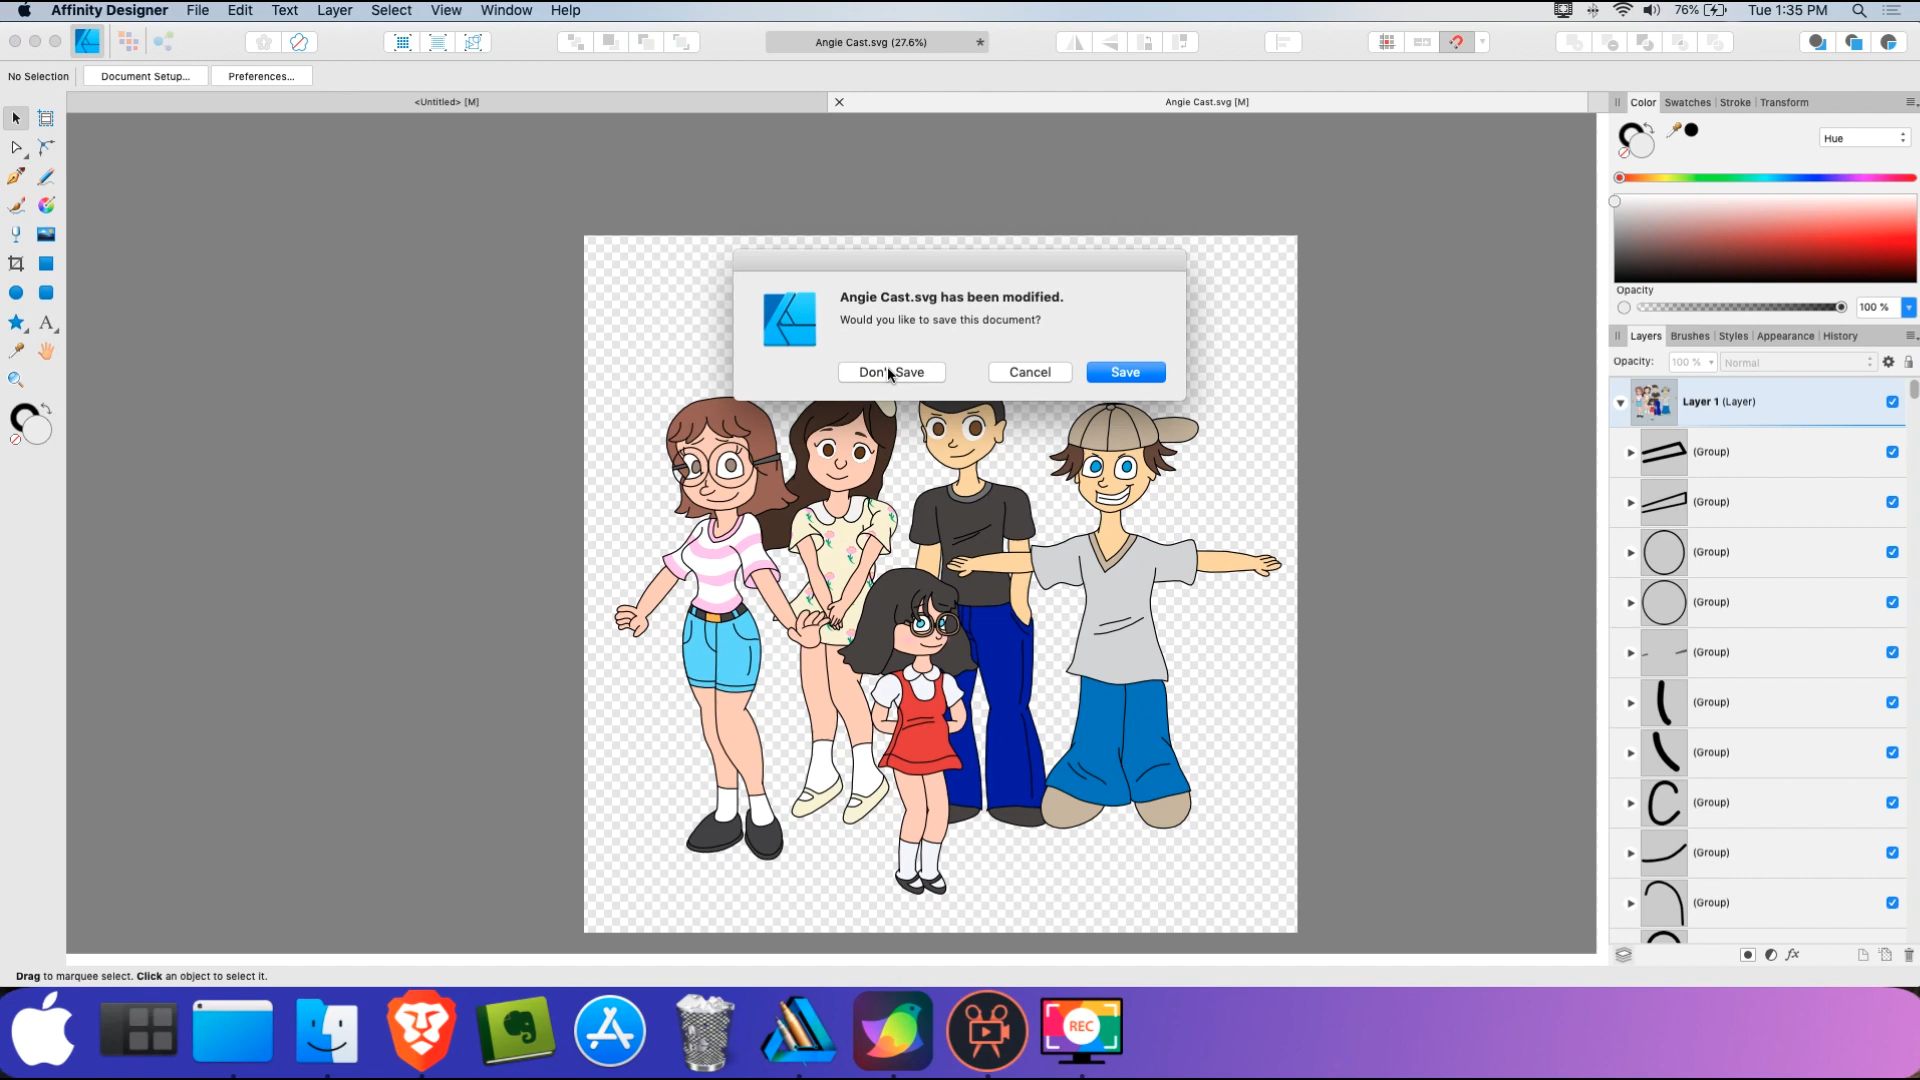 Affinity Designer File Edit Text Layer Select View Window Help 76% Tue 1:35 PM
Angie Cast.svg (27.6%) *
No Selection Document Setup... Preferences...
<Untitled> [M] Angie Cast.svg [M]
Color Swatches Stroke Transform
Hue
Opacity
100 %
Layers Brushes Styles Appearance History
Opacity: 100 % Normal
Layer 1 (Layer)
(Group)
(Group)
(Group)
(Group)
(Group)
(Group)
(Group)
(Group)
(Group)
(Group)
Angie Cast.svg has been modified.
Would you like to save this document?
Don't Save Cancel Save
Drag to marquee select. Click an object to select it.
REC